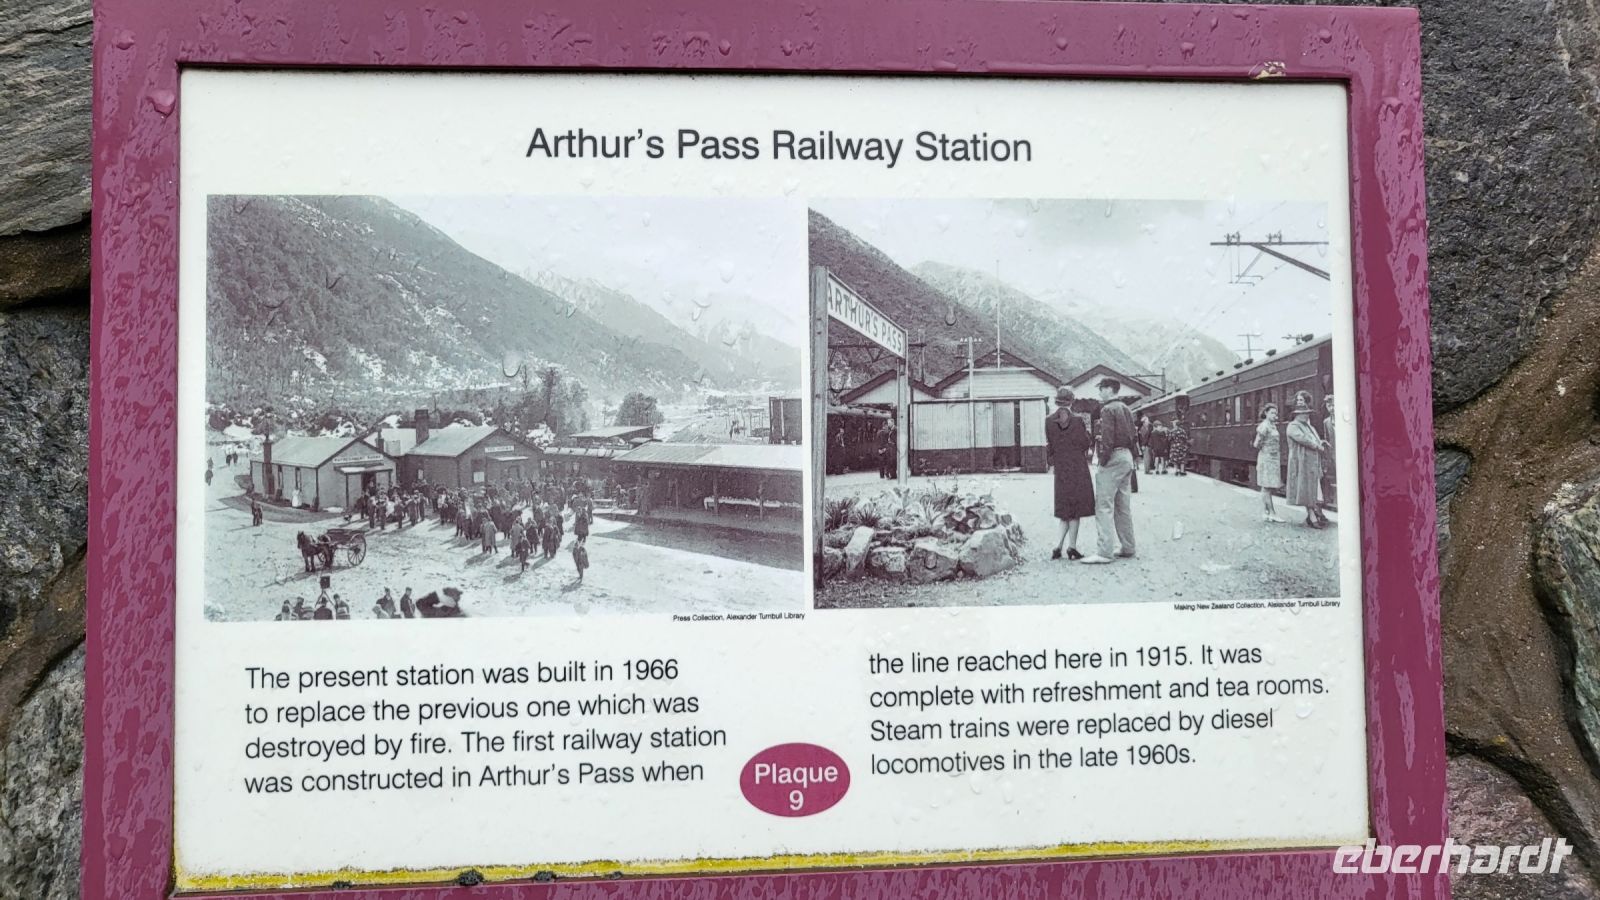 Arthur's Pass Railway Station
ARTHUR'S PASS
Press Collection, Alexander Turnbull Library
Making New Zealand Collection, Alexander Turnbull Library
The present station was built in 1966
to replace the previous one which was
destroyed by fire. The first railway station
was constructed in Arthur's Pass when
the line reached here in 1915. It was
complete with refreshment and tea rooms.
Steam trains were replaced by diesel
locomotives in the late 1960s.
Plaque
9
eberhardt